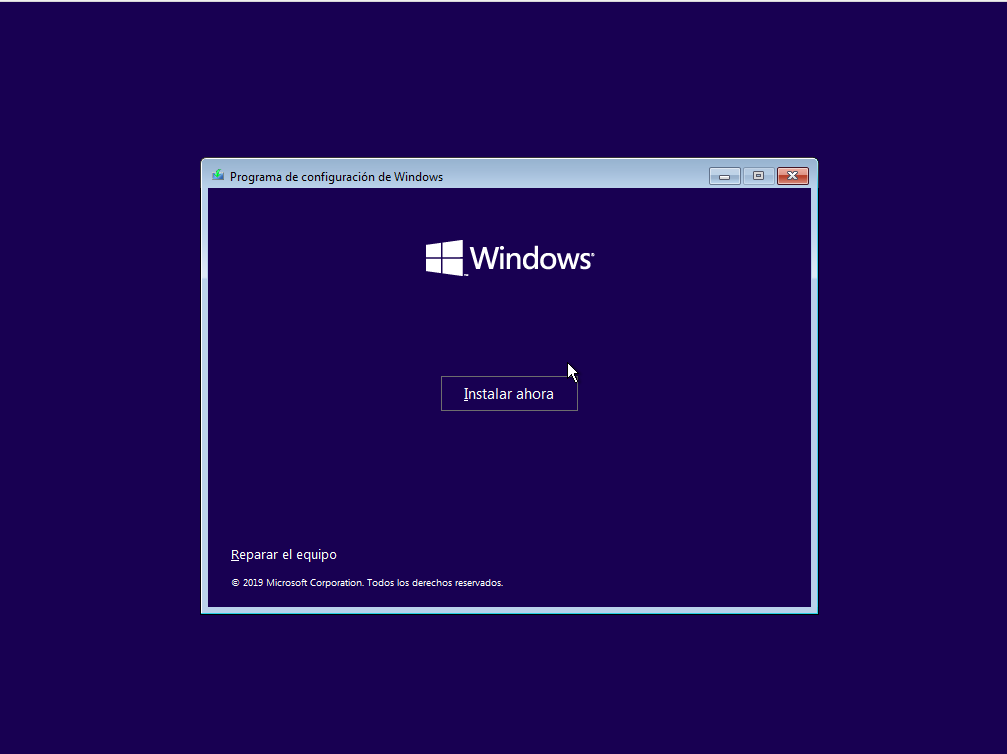 Programa de configuración de Windows
Windows
Instalar ahora
Reparar el equipo
© 2019 Microsoft Corporation. Todos los derechos reservados.